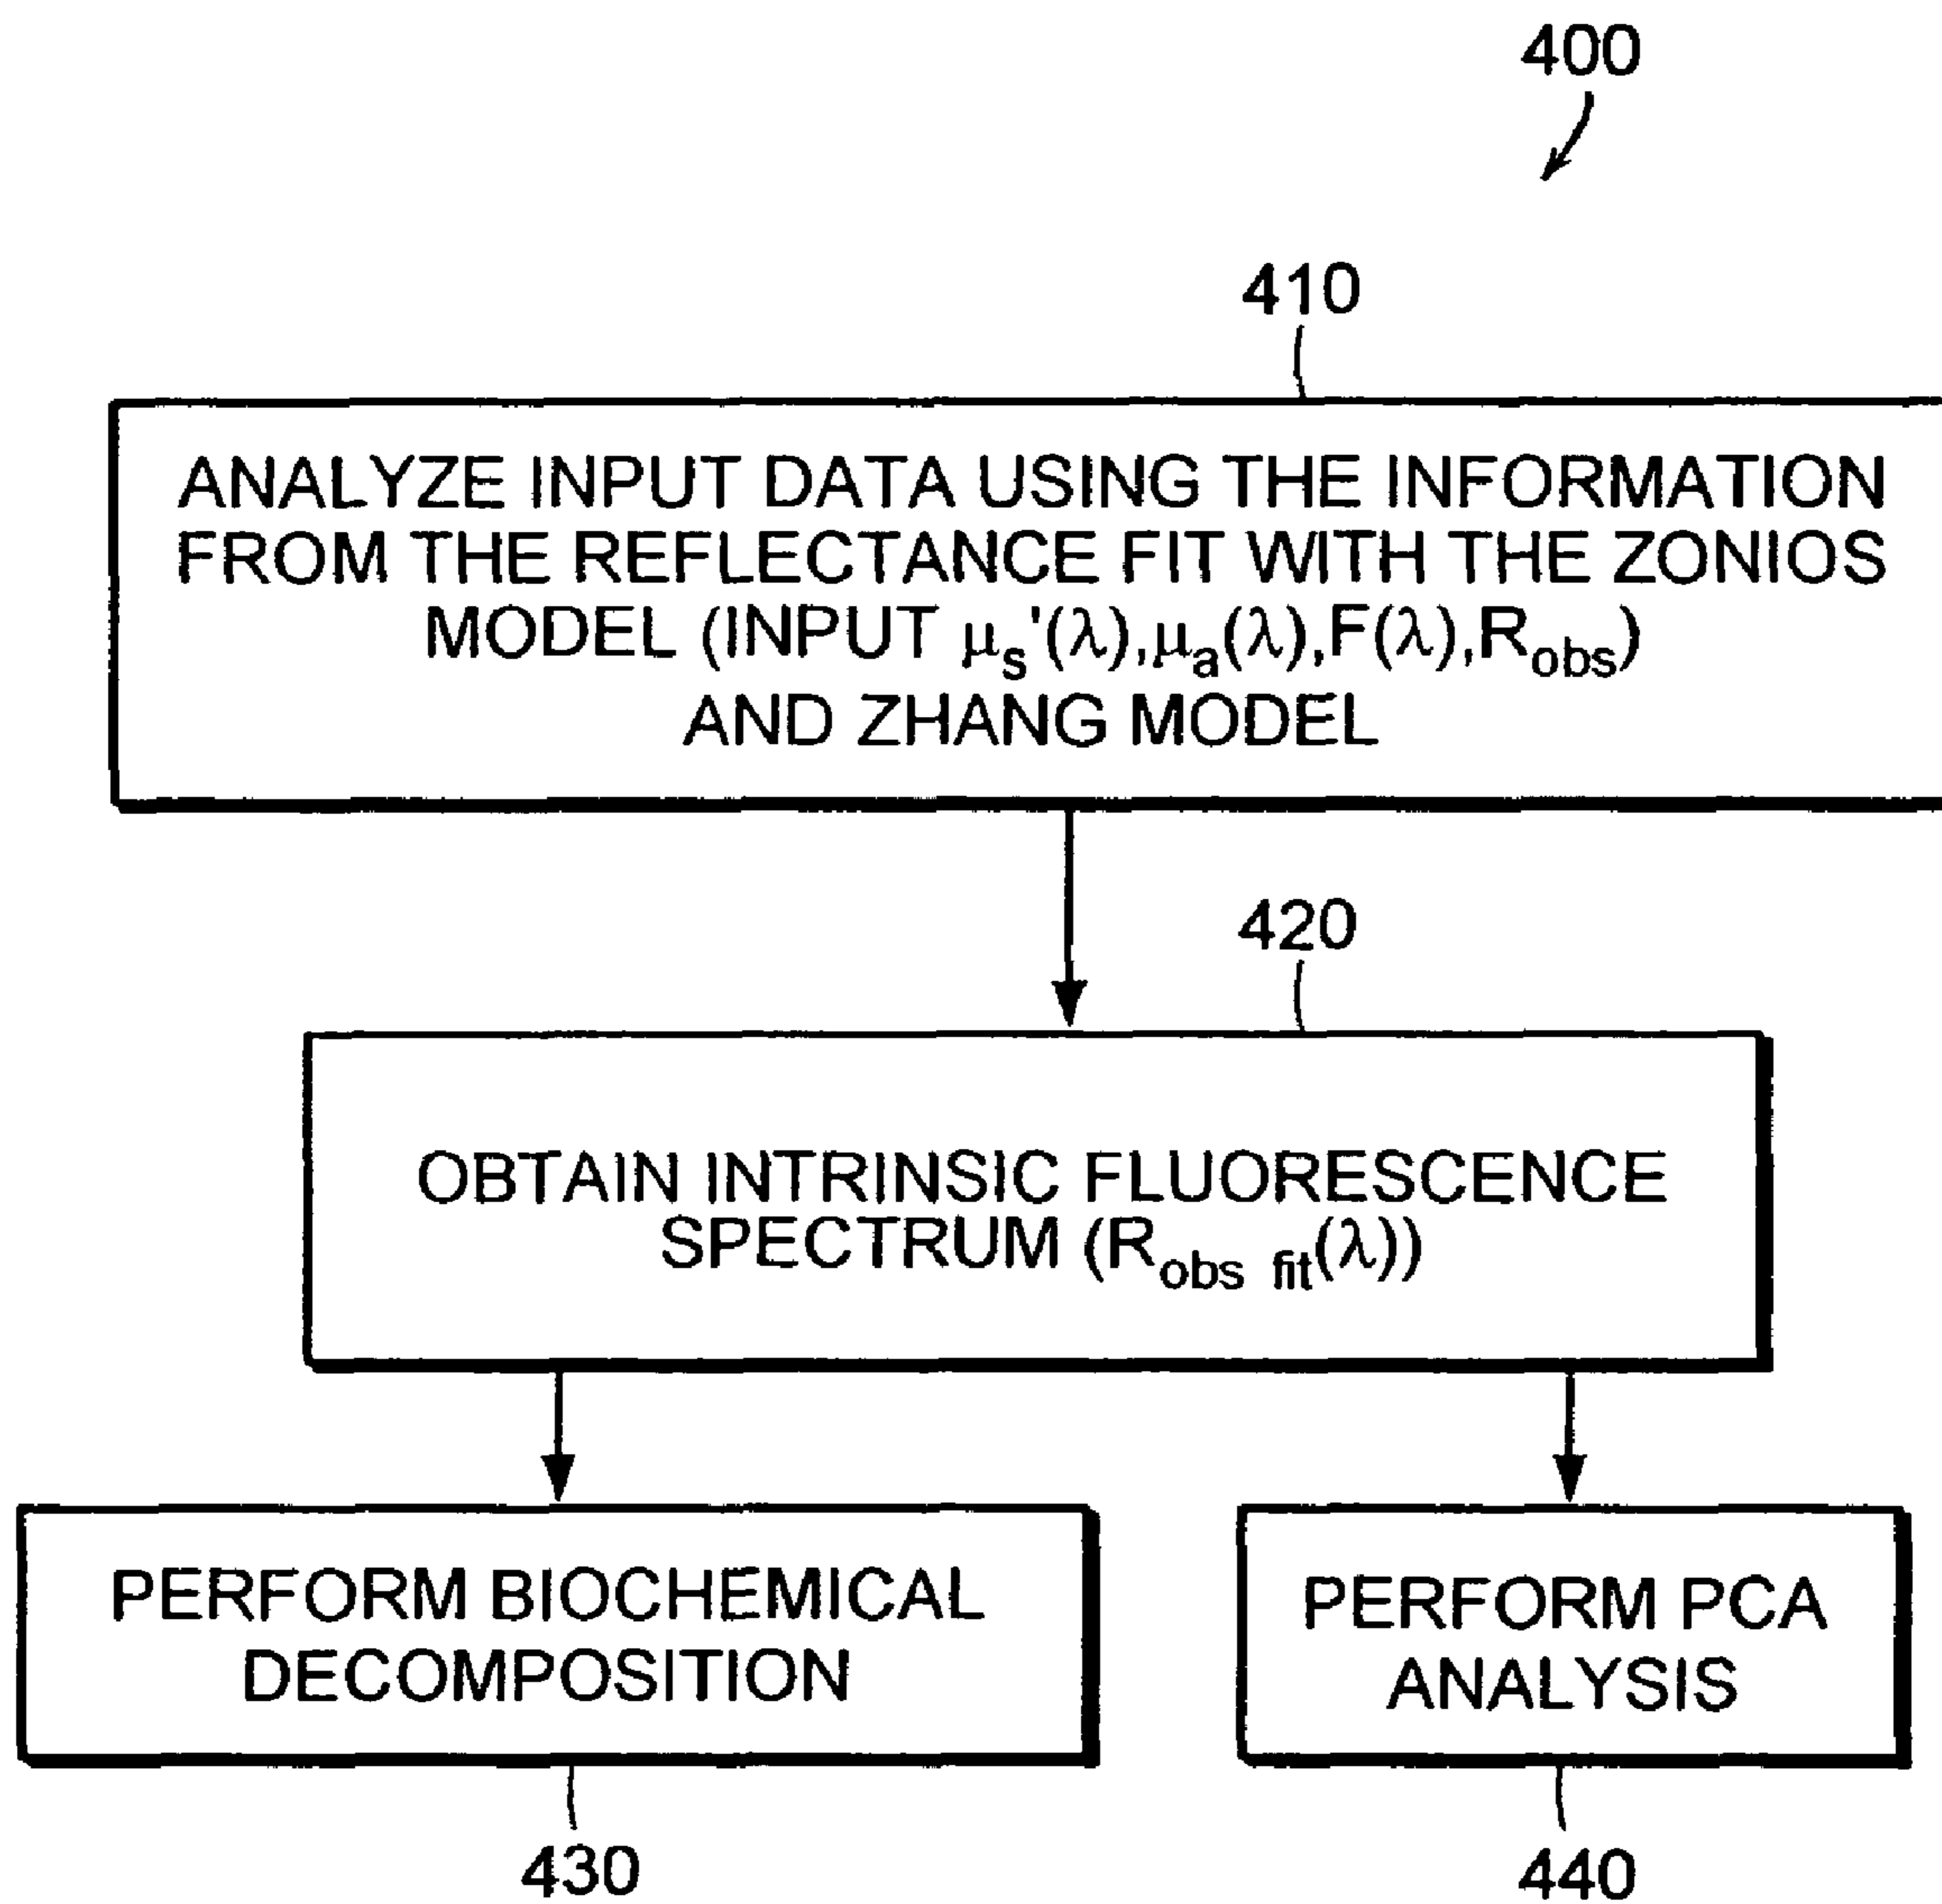 400
410
ANALYZE INPUT DATA USING THE INFORMATION
FROM THE REFLECTANCE FIT WITH THE ZONIOS
MODEL (INPUT μs'(λ),μa(λ),F(λ),Robs)
AND ZHANG MODEL
420
OBTAIN INTRINSIC FLUORESCENCE
SPECTRUM (Robs fit(λ))
PERFORM BIOCHEMICAL
DECOMPOSITION
PERFORM PCA
ANALYSIS
430
440